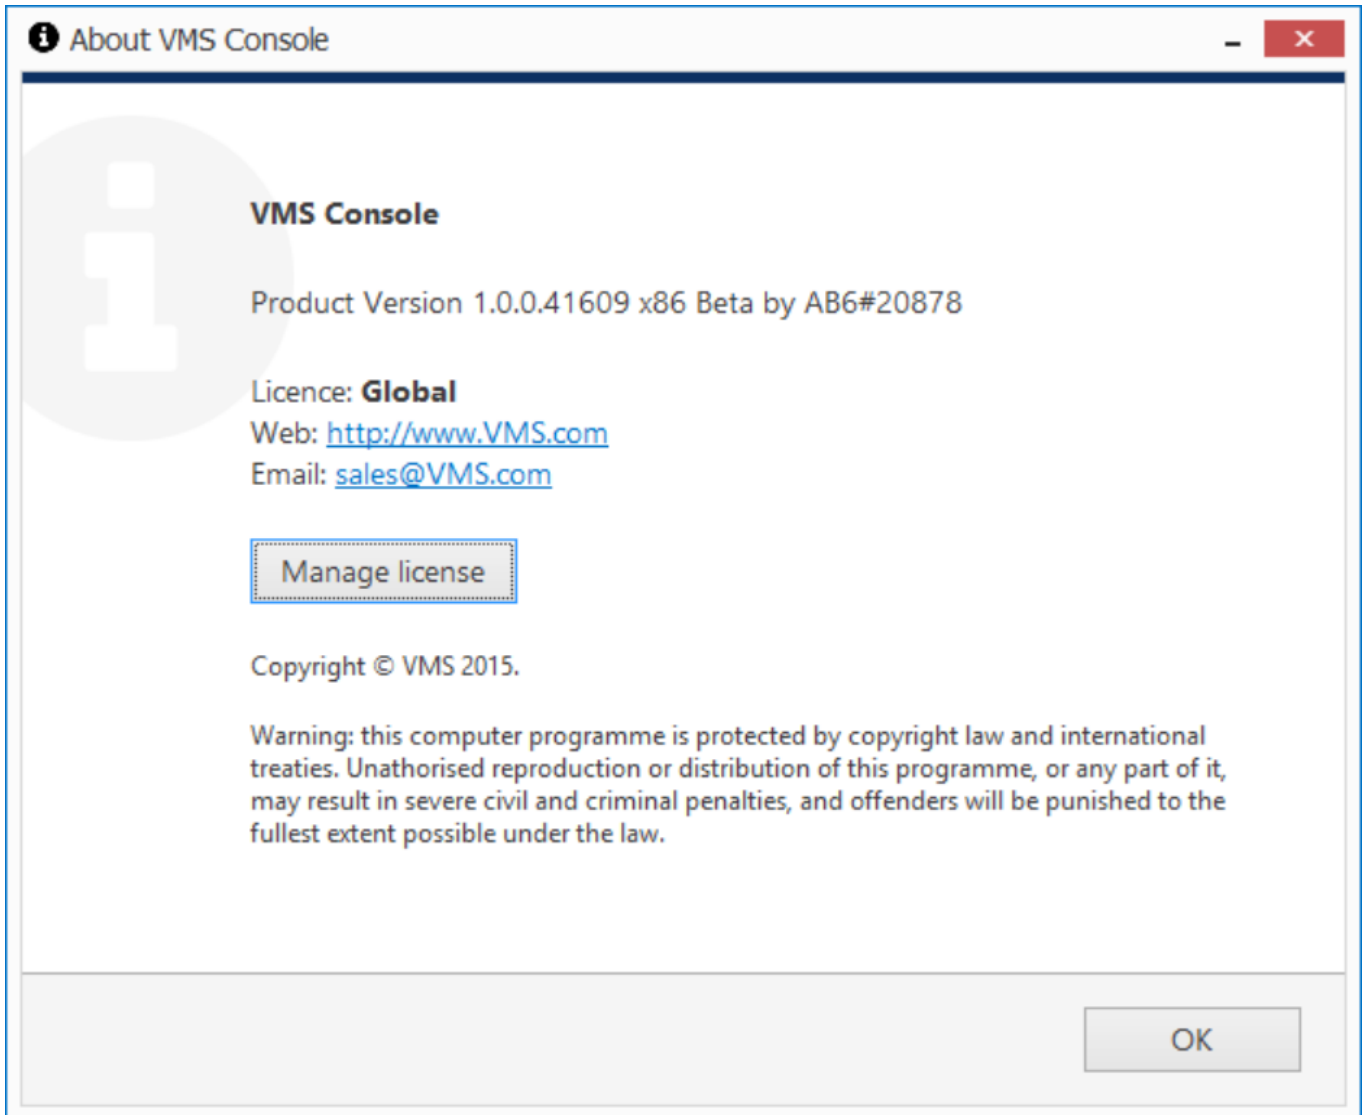 About VMS Console
VMS Console
Product Version 1.0.0.41609 x86 Beta by AB6#20878
Licence: Global
Web: http://www.VMS.com
Email: sales@VMS.com
Manage license
Copyright © VMS 2015.
Warning: this computer programme is protected by copyright law and international
treaties. Unathorised reproduction or distribution of this programme, or any part of it,
may result in severe civil and criminal penalties, and offenders will be punished to the
fullest extent possible under the law.
OK